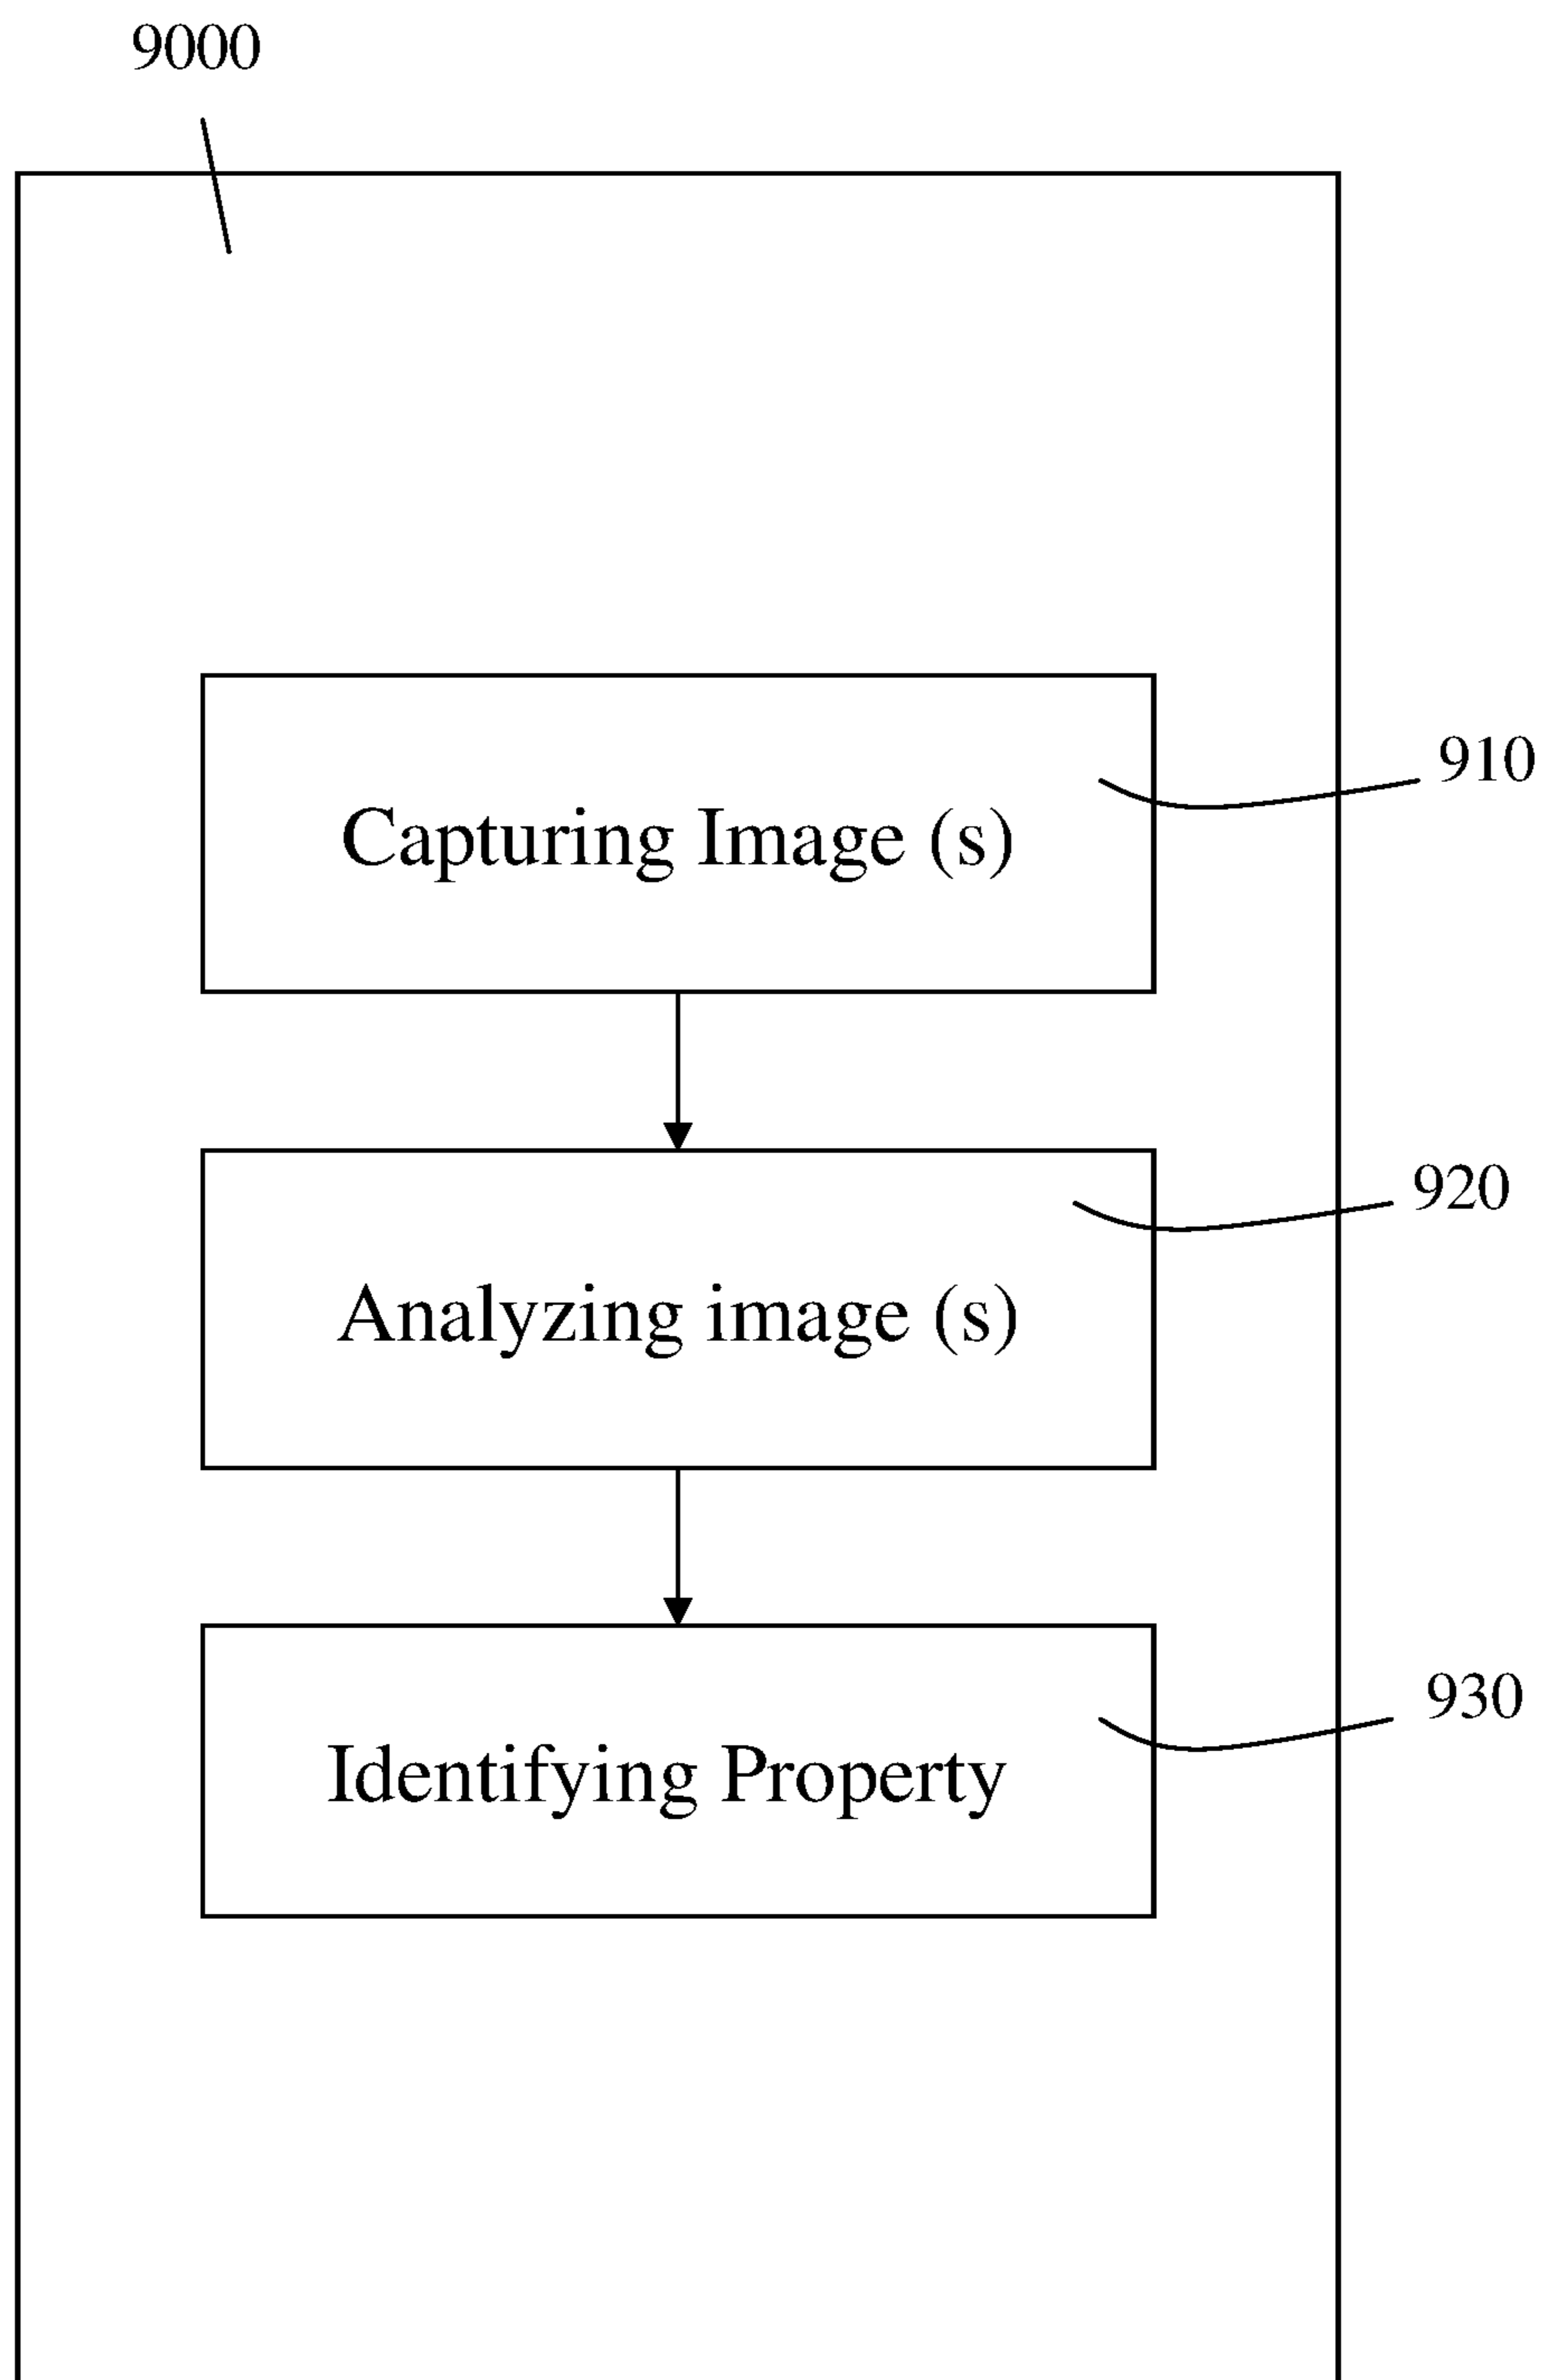 9000
910
Capturing Image (s)
920
Analyzing image (s)
930
Identifying Property